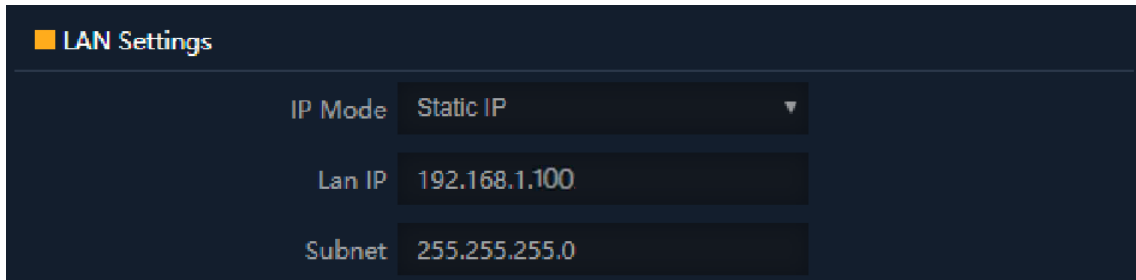 LAN Settings
IP Mode Static IP
Lan IP 192.168.1.100
Subnet 255.255.255.0